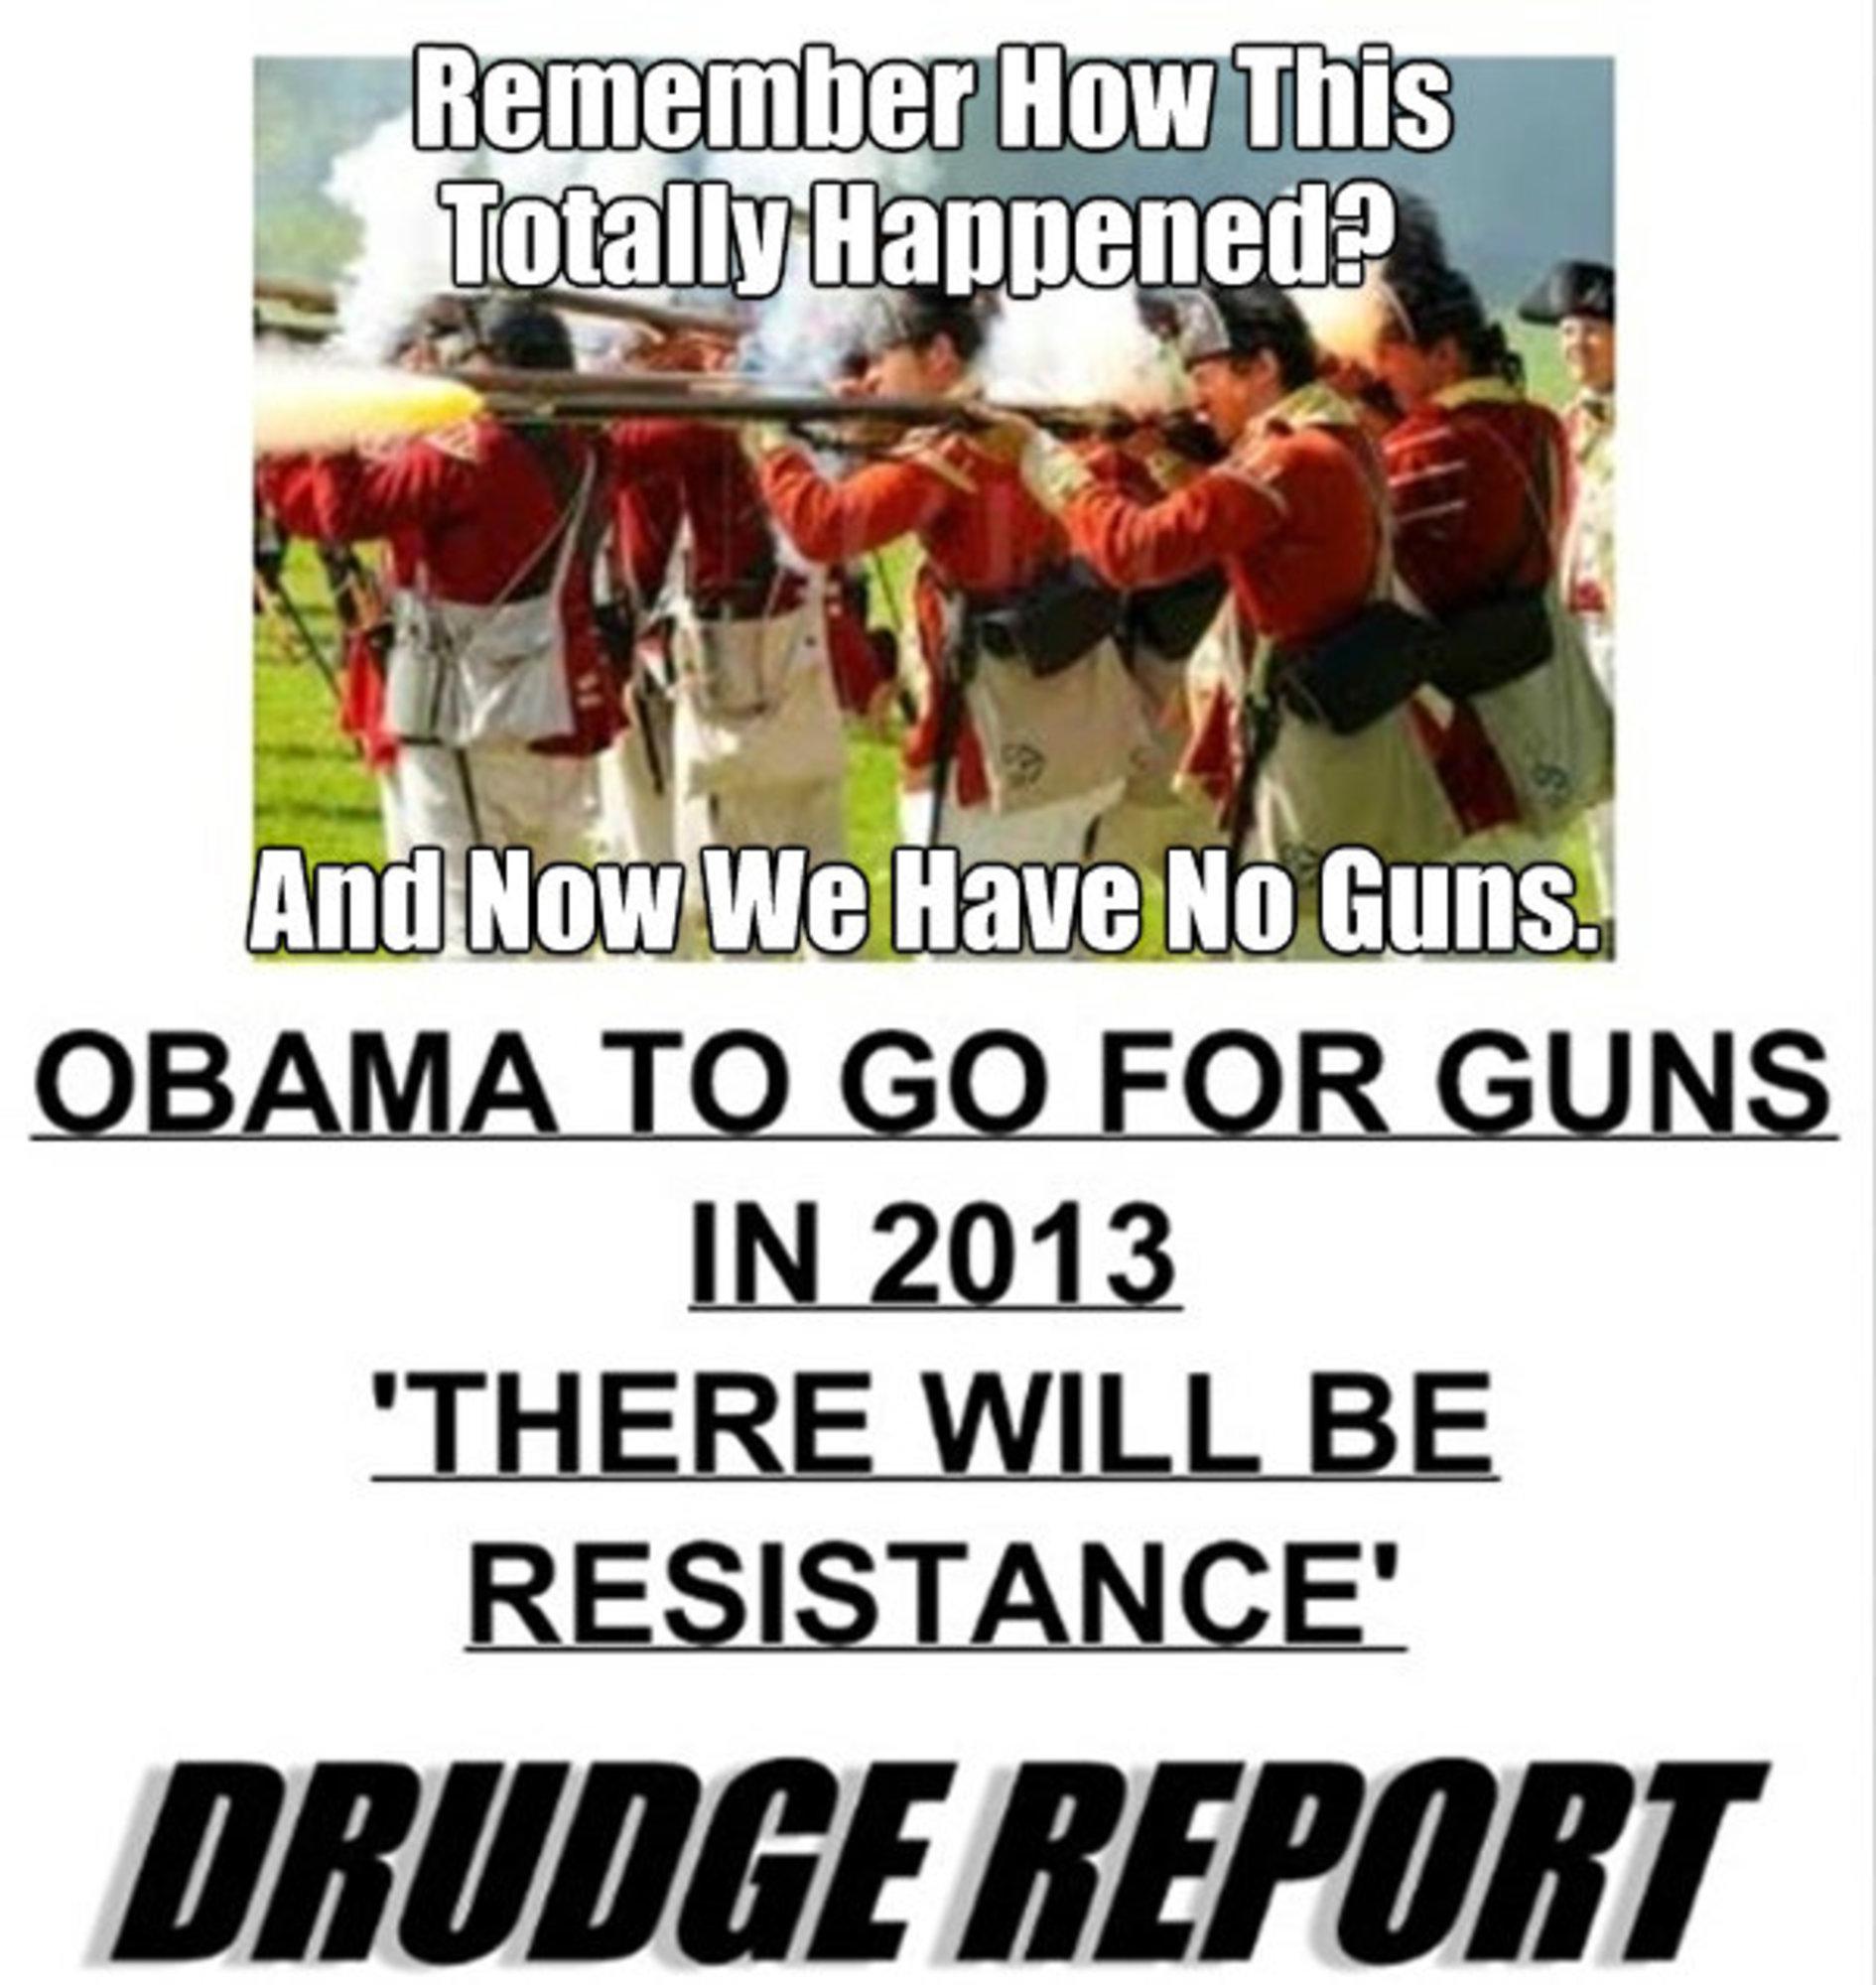 Remember How This
Totally Happened?
And Now We Have No Guns.
OBAMA TO GO FOR GUNS
IN 2013
'THERE WILL BE
RESISTANCE'
DRUDGE REPORT